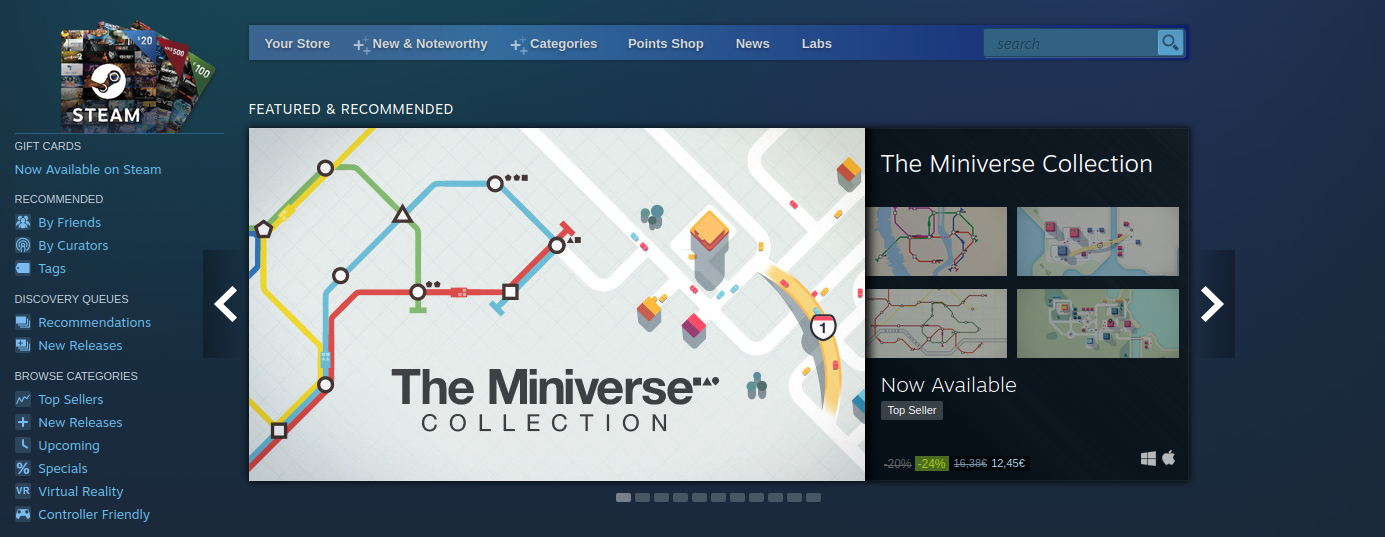 $20
$500
$100
STEAM
Your Store
New & Noteworthy
Categories
Points Shop
News
Labs
search
GIFT CARDS
Now Available on Steam
RECOMMENDED
By Friends
By Curators
Tags
DISCOVERY QUEUES
Recommendations
New Releases
BROWSE CATEGORIES
Top Sellers
New Releases
Upcoming
Specials
VR Virtual Reality
Controller Friendly
FEATURED & RECOMMENDED
1
The Miniverse
COLLECTION
The Miniverse Collection
Now Available
Top Seller
-20% -24% 16,38€ 12,45€